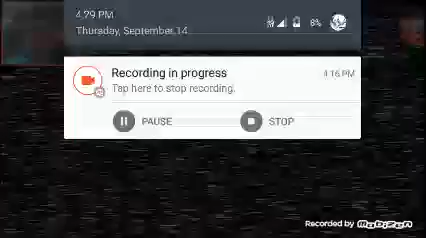 4:29 PM
Thursday, September 14
8%
Recording in progress
4:16 PM
Tap here to stop recording.
PAUSE
STOP
Recorded by Mobizen